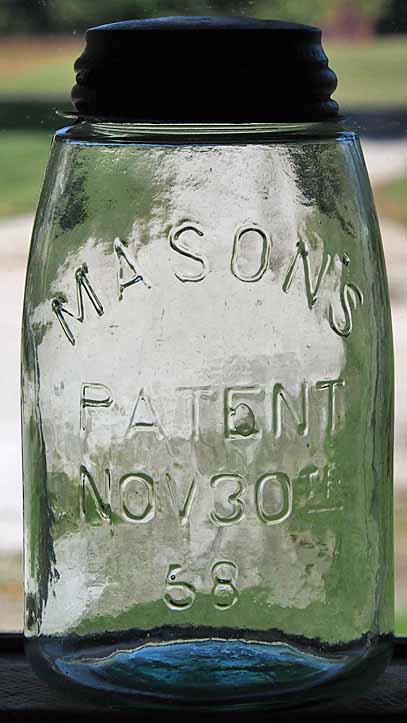 MASON'S
PATENT
NOV 30TH
58